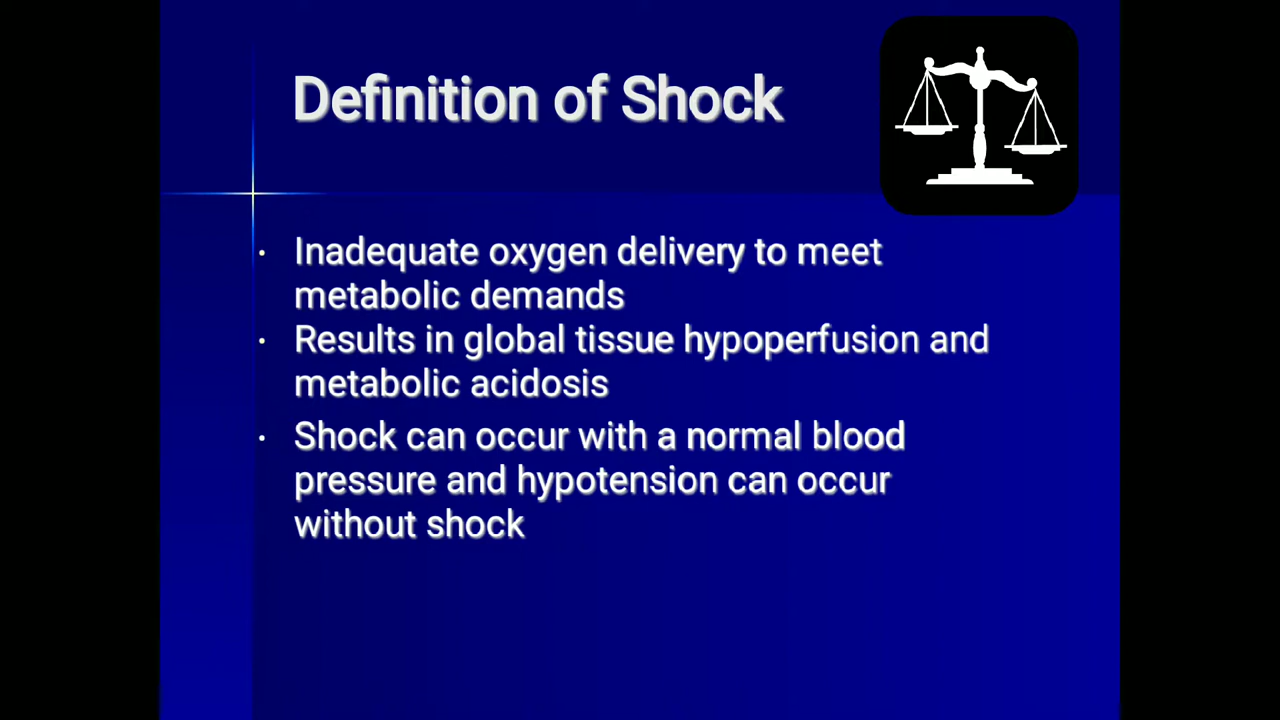 Definition of Shock
· Inadequate oxygen delivery to meet
metabolic demands
· Results in global tissue hypoperfusion and
metabolic acidosis
· Shock can occur with a normal blood
pressure and hypotension can occur
without shock